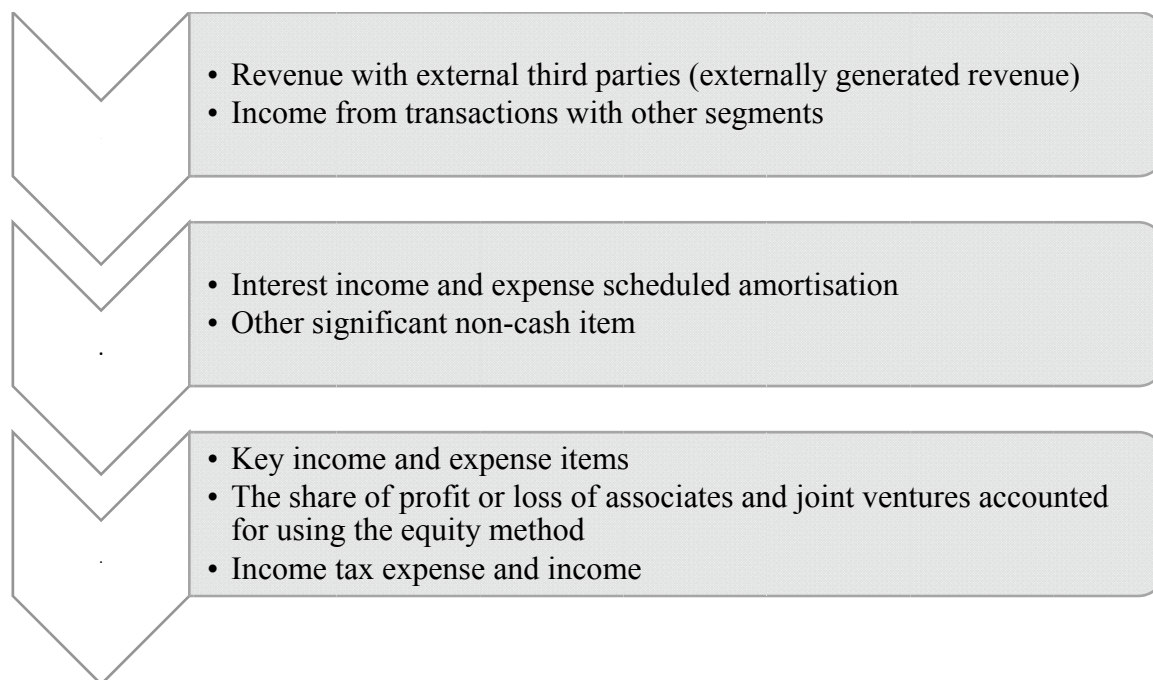 • Revenue with external third parties (externally generated revenue)
• Income from transactions with other segments
• Interest income and expense scheduled amortisation
• Other significant non-cash item
.
• Key income and expense items
• The share of profit or loss of associates and joint ventures accounted
for using the equity method
• Income tax expense and income
.